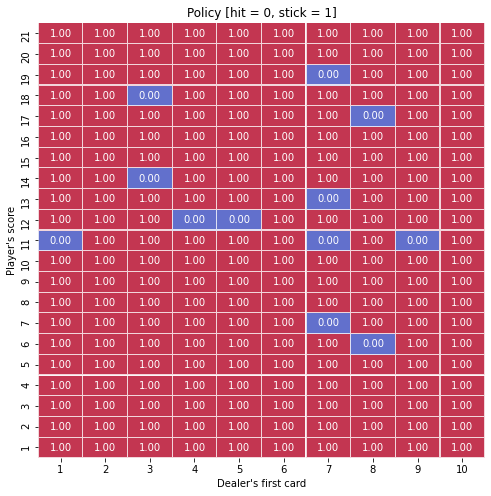 Policy [hit = 0, stick = 1]
Player's score
21 1.00 1.00 1.00 1.00 1.00 1.00 1.00 1.00 1.00 1.00
20 1.00 1.00 1.00 1.00 1.00 1.00 1.00 1.00 1.00 1.00
19 1.00 1.00 1.00 1.00 1.00 1.00 0.00 1.00 1.00 1.00
18 1.00 1.00 0.00 1.00 1.00 1.00 1.00 1.00 1.00 1.00
17 1.00 1.00 1.00 1.00 1.00 1.00 1.00 0.00 1.00 1.00
16 1.00 1.00 1.00 1.00 1.00 1.00 1.00 1.00 1.00 1.00
15 1.00 1.00 1.00 1.00 1.00 1.00 1.00 1.00 1.00 1.00
14 1.00 1.00 0.00 1.00 1.00 1.00 1.00 1.00 1.00 1.00
13 1.00 1.00 1.00 1.00 1.00 1.00 0.00 1.00 1.00 1.00
12 1.00 1.00 1.00 0.00 0.00 1.00 1.00 1.00 1.00 1.00
11 0.00 1.00 1.00 1.00 1.00 1.00 0.00 1.00 0.00 1.00
10 1.00 1.00 1.00 1.00 1.00 1.00 1.00 1.00 1.00 1.00
9 1.00 1.00 1.00 1.00 1.00 1.00 1.00 1.00 1.00 1.00
8 1.00 1.00 1.00 1.00 1.00 1.00 1.00 1.00 1.00 1.00
7 1.00 1.00 1.00 1.00 1.00 1.00 0.00 1.00 1.00 1.00
6 1.00 1.00 1.00 1.00 1.00 1.00 1.00 0.00 1.00 1.00
5 1.00 1.00 1.00 1.00 1.00 1.00 1.00 1.00 1.00 1.00
4 1.00 1.00 1.00 1.00 1.00 1.00 1.00 1.00 1.00 1.00
3 1.00 1.00 1.00 1.00 1.00 1.00 1.00 1.00 1.00 1.00
2 1.00 1.00 1.00 1.00 1.00 1.00 1.00 1.00 1.00 1.00
1 1.00 1.00 1.00 1.00 1.00 1.00 1.00 1.00 1.00 1.00
1 2 3 4 5 6 7 8 9 10
Dealer's first card